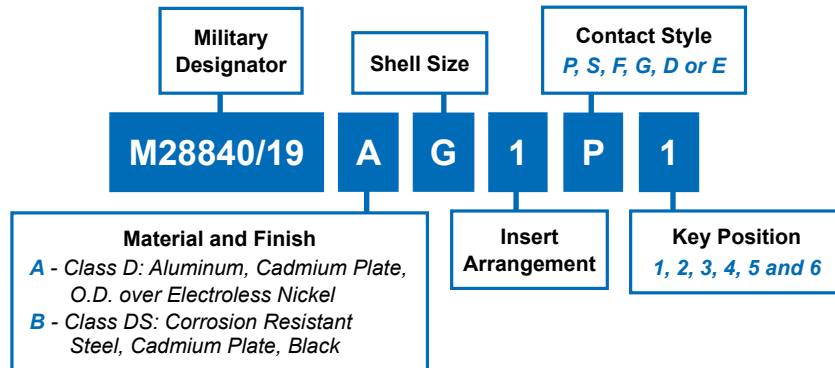 Military
Designator
Shell Size
Contact Style
P, S, F, G, D or E
M28840/19 A G 1 P 1
Material and Finish
A - Class D: Aluminum, Cadmium Plate,
O.D. over Electroless Nickel
B - Class DS: Corrosion Resistant
Steel, Cadmium Plate, Black
Insert
Arrangement
Key Position
1, 2, 3, 4, 5 and 6